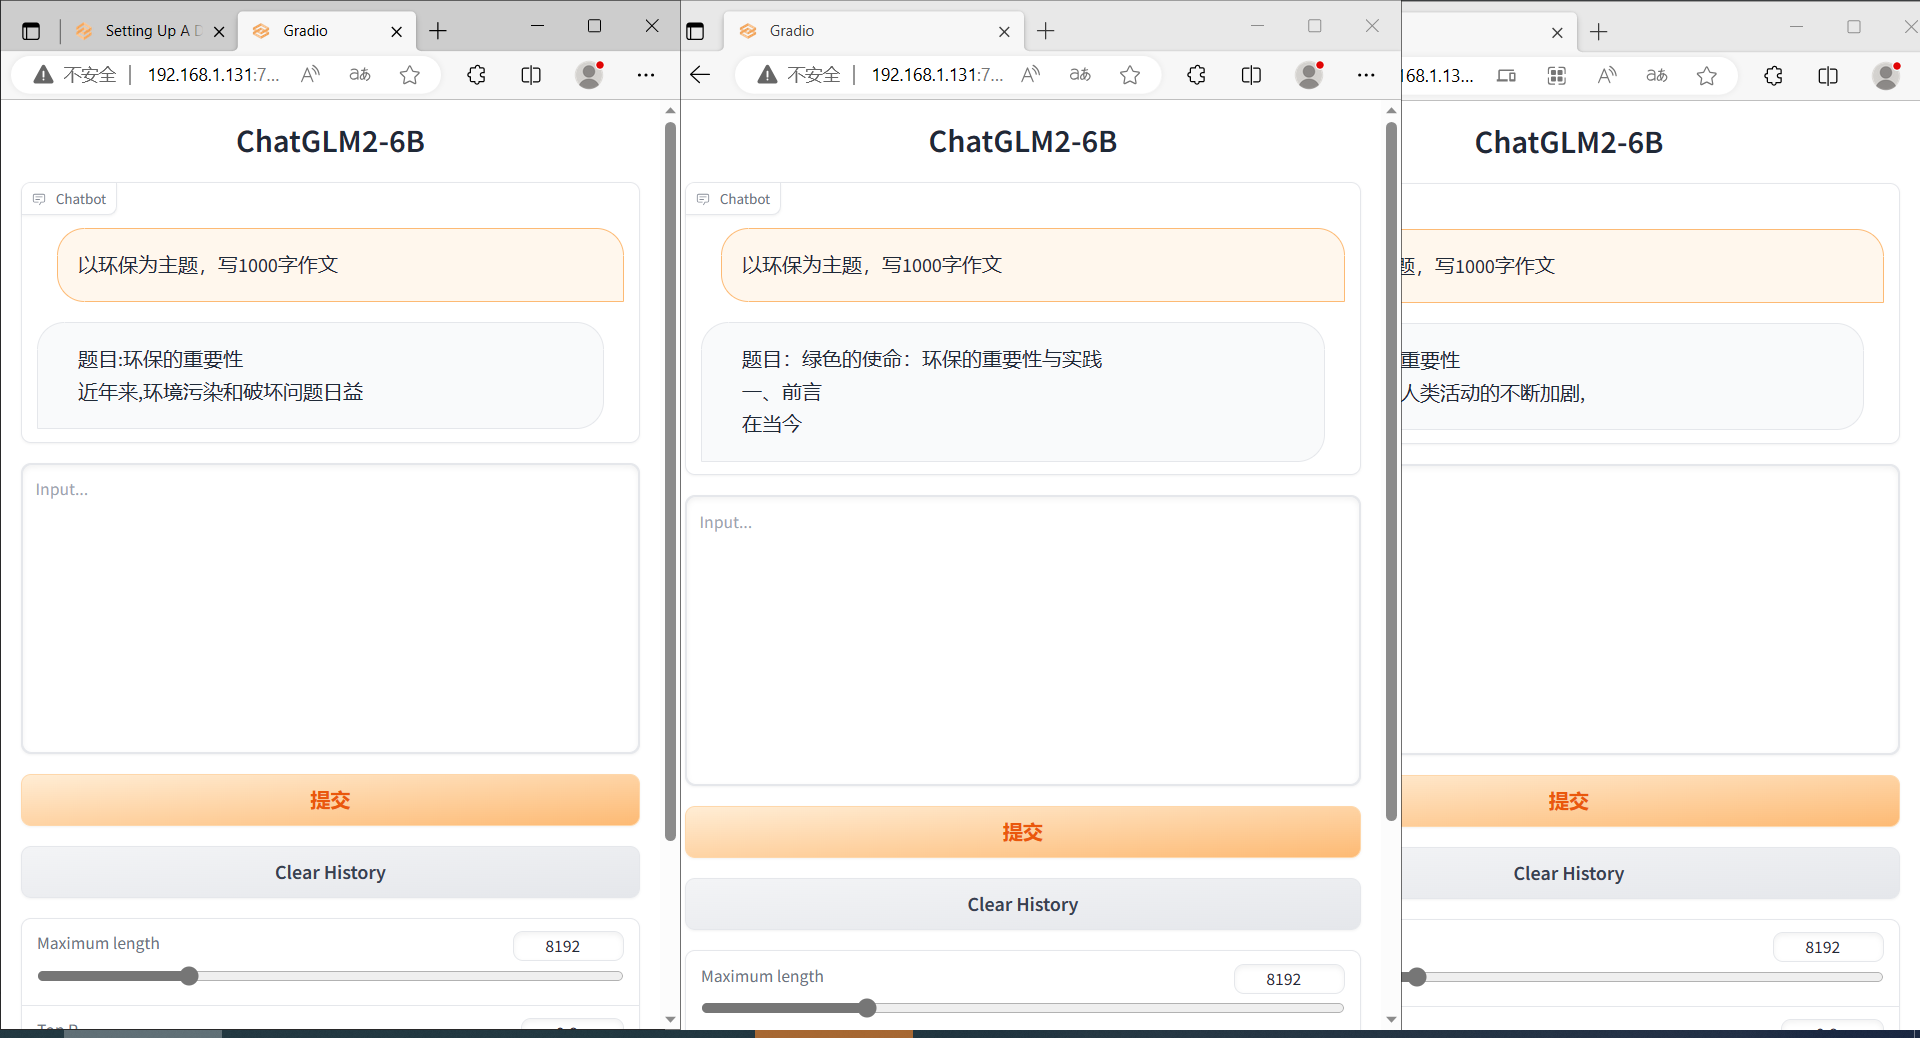 Setting Up A D
Gradio
不安全
192.168.1.131:7...
ChatGLM2-6B
Chatbot
以环保为主题，写1000字作文
题目:环保的重要性
近年来,环境污染和破坏问题日益
Input...
提交
Clear History
Maximum length
8192
Gradio
不安全
192.168.1.131:7...
ChatGLM2-6B
Chatbot
以环保为主题，写1000字作文
题目：绿色的使命：环保的重要性与实践
一、前言
在当今
Input...
提交
Clear History
Maximum length
8192
168.1.13...
ChatGLM2-6B
题，写1000字作文
重要性
人类活动的不断加剧,
提交
Clear History
8192